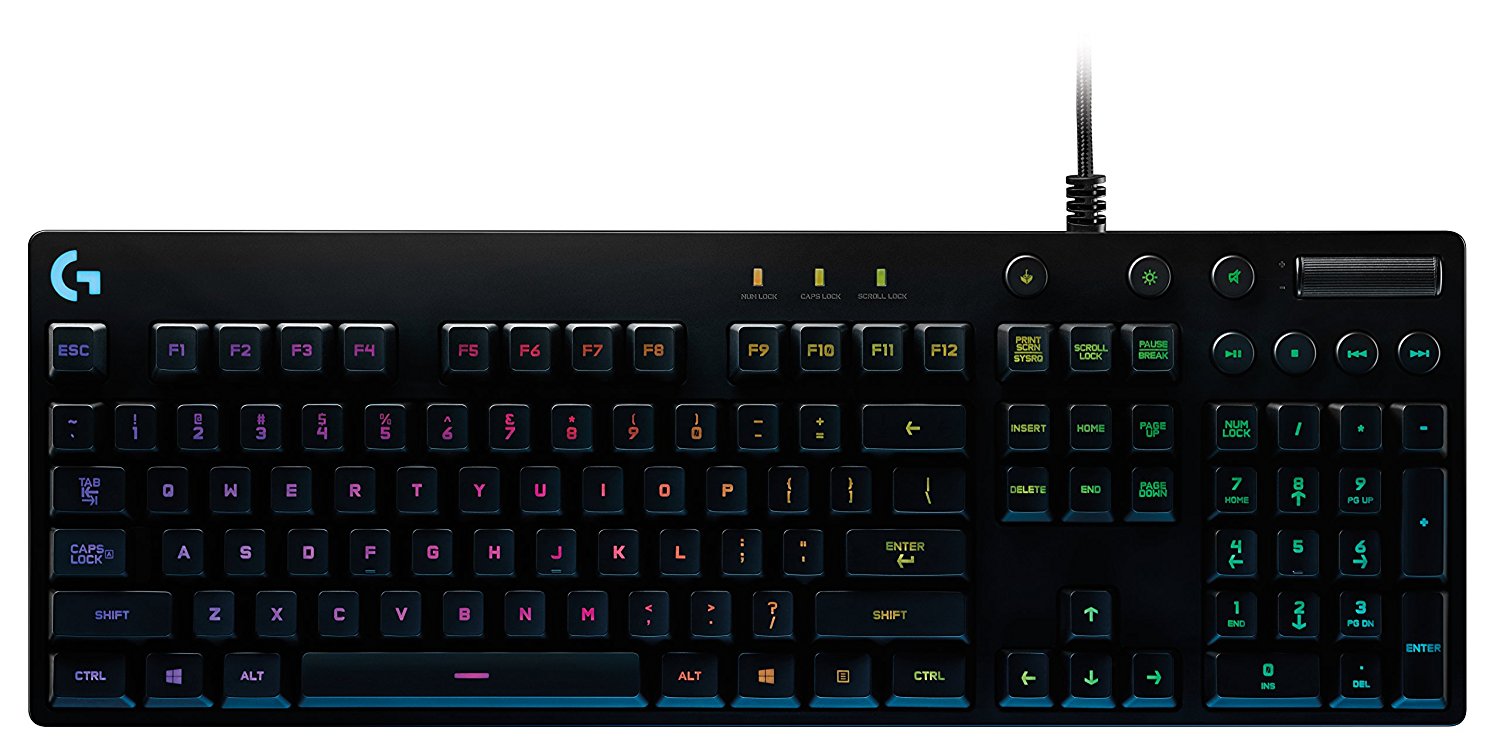 G
NUM LOCK CAPS LOCK SCROLL LOCK
ESC F1 F2 F3 F4 F5 F6 F7 F8 F9 F10 F11 F12
PRINT
SCRN
SYSRQ
SCROLL
LOCK
PAUSE
BREAK
~ ! @ # $ % ^ & * ( ) _ +
` 1 2 3 4 5 6 7 8 9 0 - = ←
INSERT HOME PAGE
UP
NUM
LOCK
/ * -
TAB Q W E R T Y U I O P { } |
[ ] \
DELETE END PAGE
DOWN
7 8 9
HOME ↑ PG UP
+
CAPS A
LOCK
A S D F G H J K L : "
; '
ENTER
4 5 6
← →
SHIFT Z X C V B N M < > ?
, . /
SHIFT
↑
1 2 3
END ↓ PG DN
ENTER
CTRL ALT ALT CTRL
← ↓ →
0 .
INS DEL